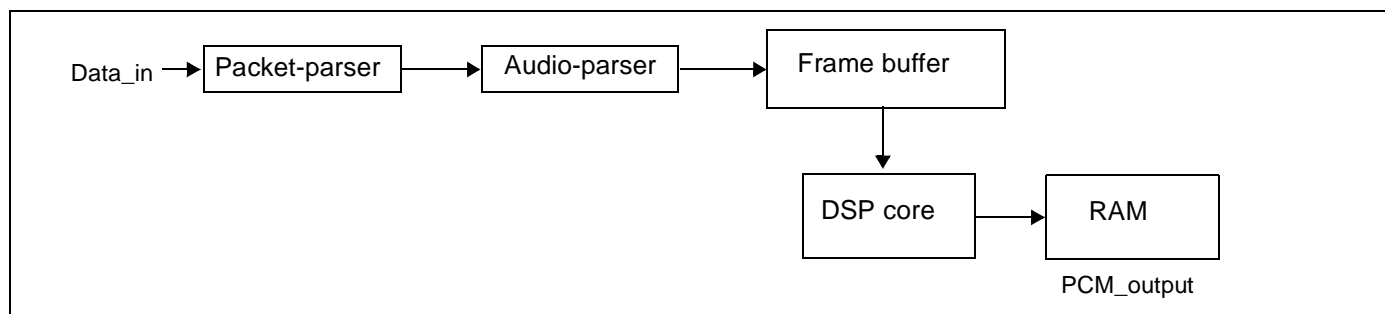 Data_in
Packet-parser
Audio-parser
Frame buffer
DSP core
RAM
PCM_output